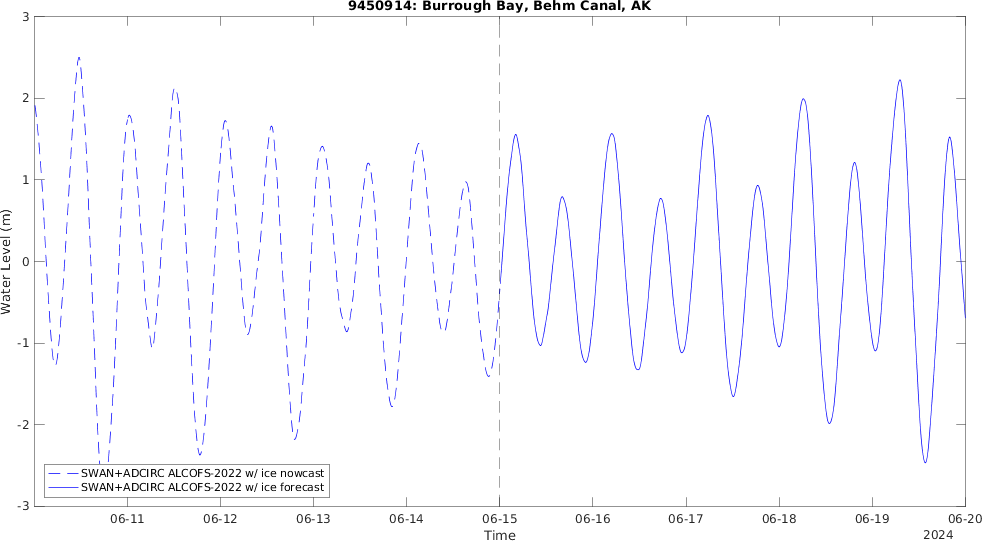 9450914: Burrough Bay, Behm Canal, AK
3
2
1
0
-1
-2
-3
Water Level (m)
SWAN+ADCIRC ALCOFS-2022 w/ ice nowcast
SWAN+ADCIRC ALCOFS-2022 w/ ice forecast
06-11 06-12 06-13 06-14 06-15 06-16 06-17 06-18 06-19 06-20
Time
2024